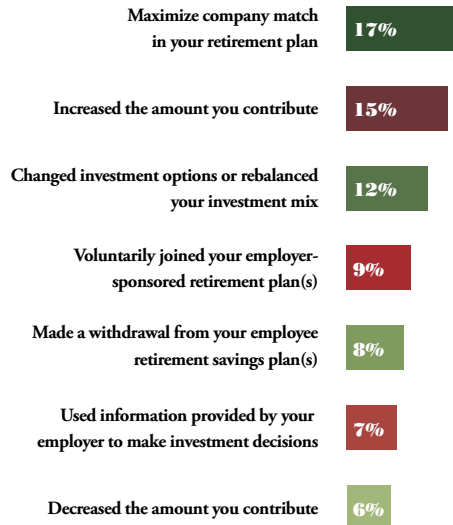 Maximize company match
in your retirement plan
17%
Increased the amount you contribute
15%
Changed investment options or rebalanced
your investment mix
12%
Voluntarily joined your employer-
sponsored retirement plan(s)
9%
Made a withdrawal from your employee
retirement savings plan(s)
8%
Used information provided by your
employer to make investment decisions
7%
Decreased the amount you contribute
6%